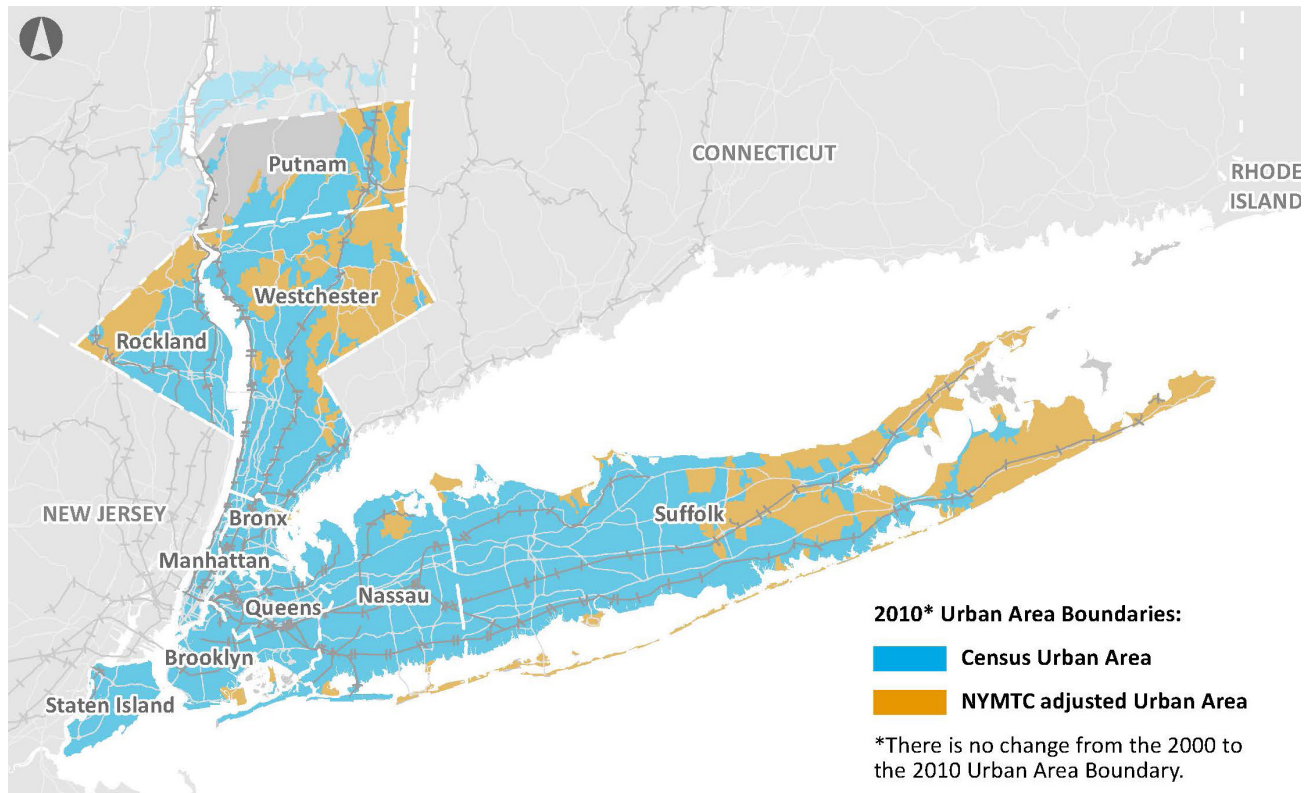 Putnam
CONNECTICUT
RHODE
ISLAND
Westchester
Rockland
NEW JERSEY
Bronx
Suffolk
Manhattan
Nassau
Queens
Brooklyn
Staten Island
2010* Urban Area Boundaries:
Census Urban Area
NYMTC adjusted Urban Area
*There is no change from the 2000 to
the 2010 Urban Area Boundary.